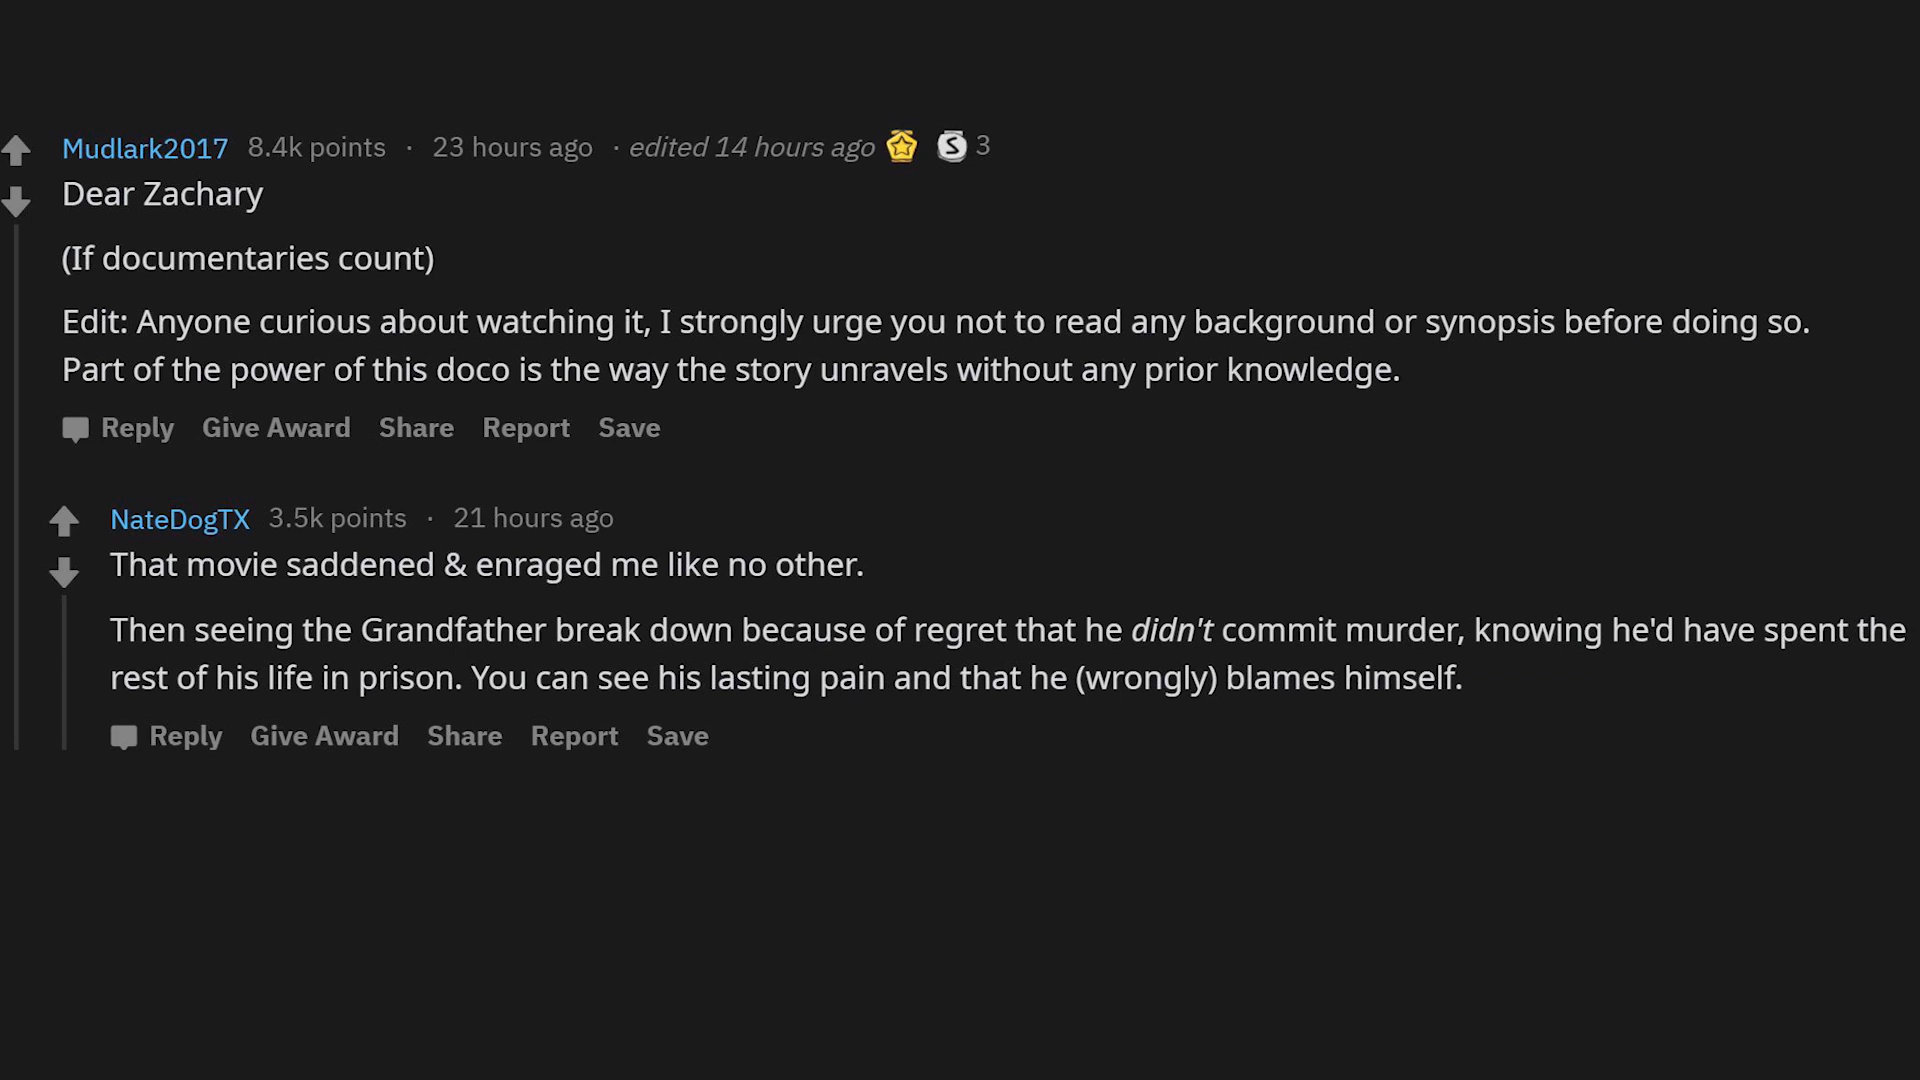 Mudlark2017 8.4k points · 23 hours ago · edited 14 hours ago S 3
Dear Zachary
(If documentaries count)
Edit: Anyone curious about watching it, I strongly urge you not to read any background or synopsis before doing so.
Part of the power of this doco is the way the story unravels without any prior knowledge.
Reply Give Award Share Report Save
NateDogTX 3.5k points · 21 hours ago
That movie saddened & enraged me like no other.
Then seeing the Grandfather break down because of regret that he didn't commit murder, knowing he'd have spent the
rest of his life in prison. You can see his lasting pain and that he (wrongly) blames himself.
Reply Give Award Share Report Save